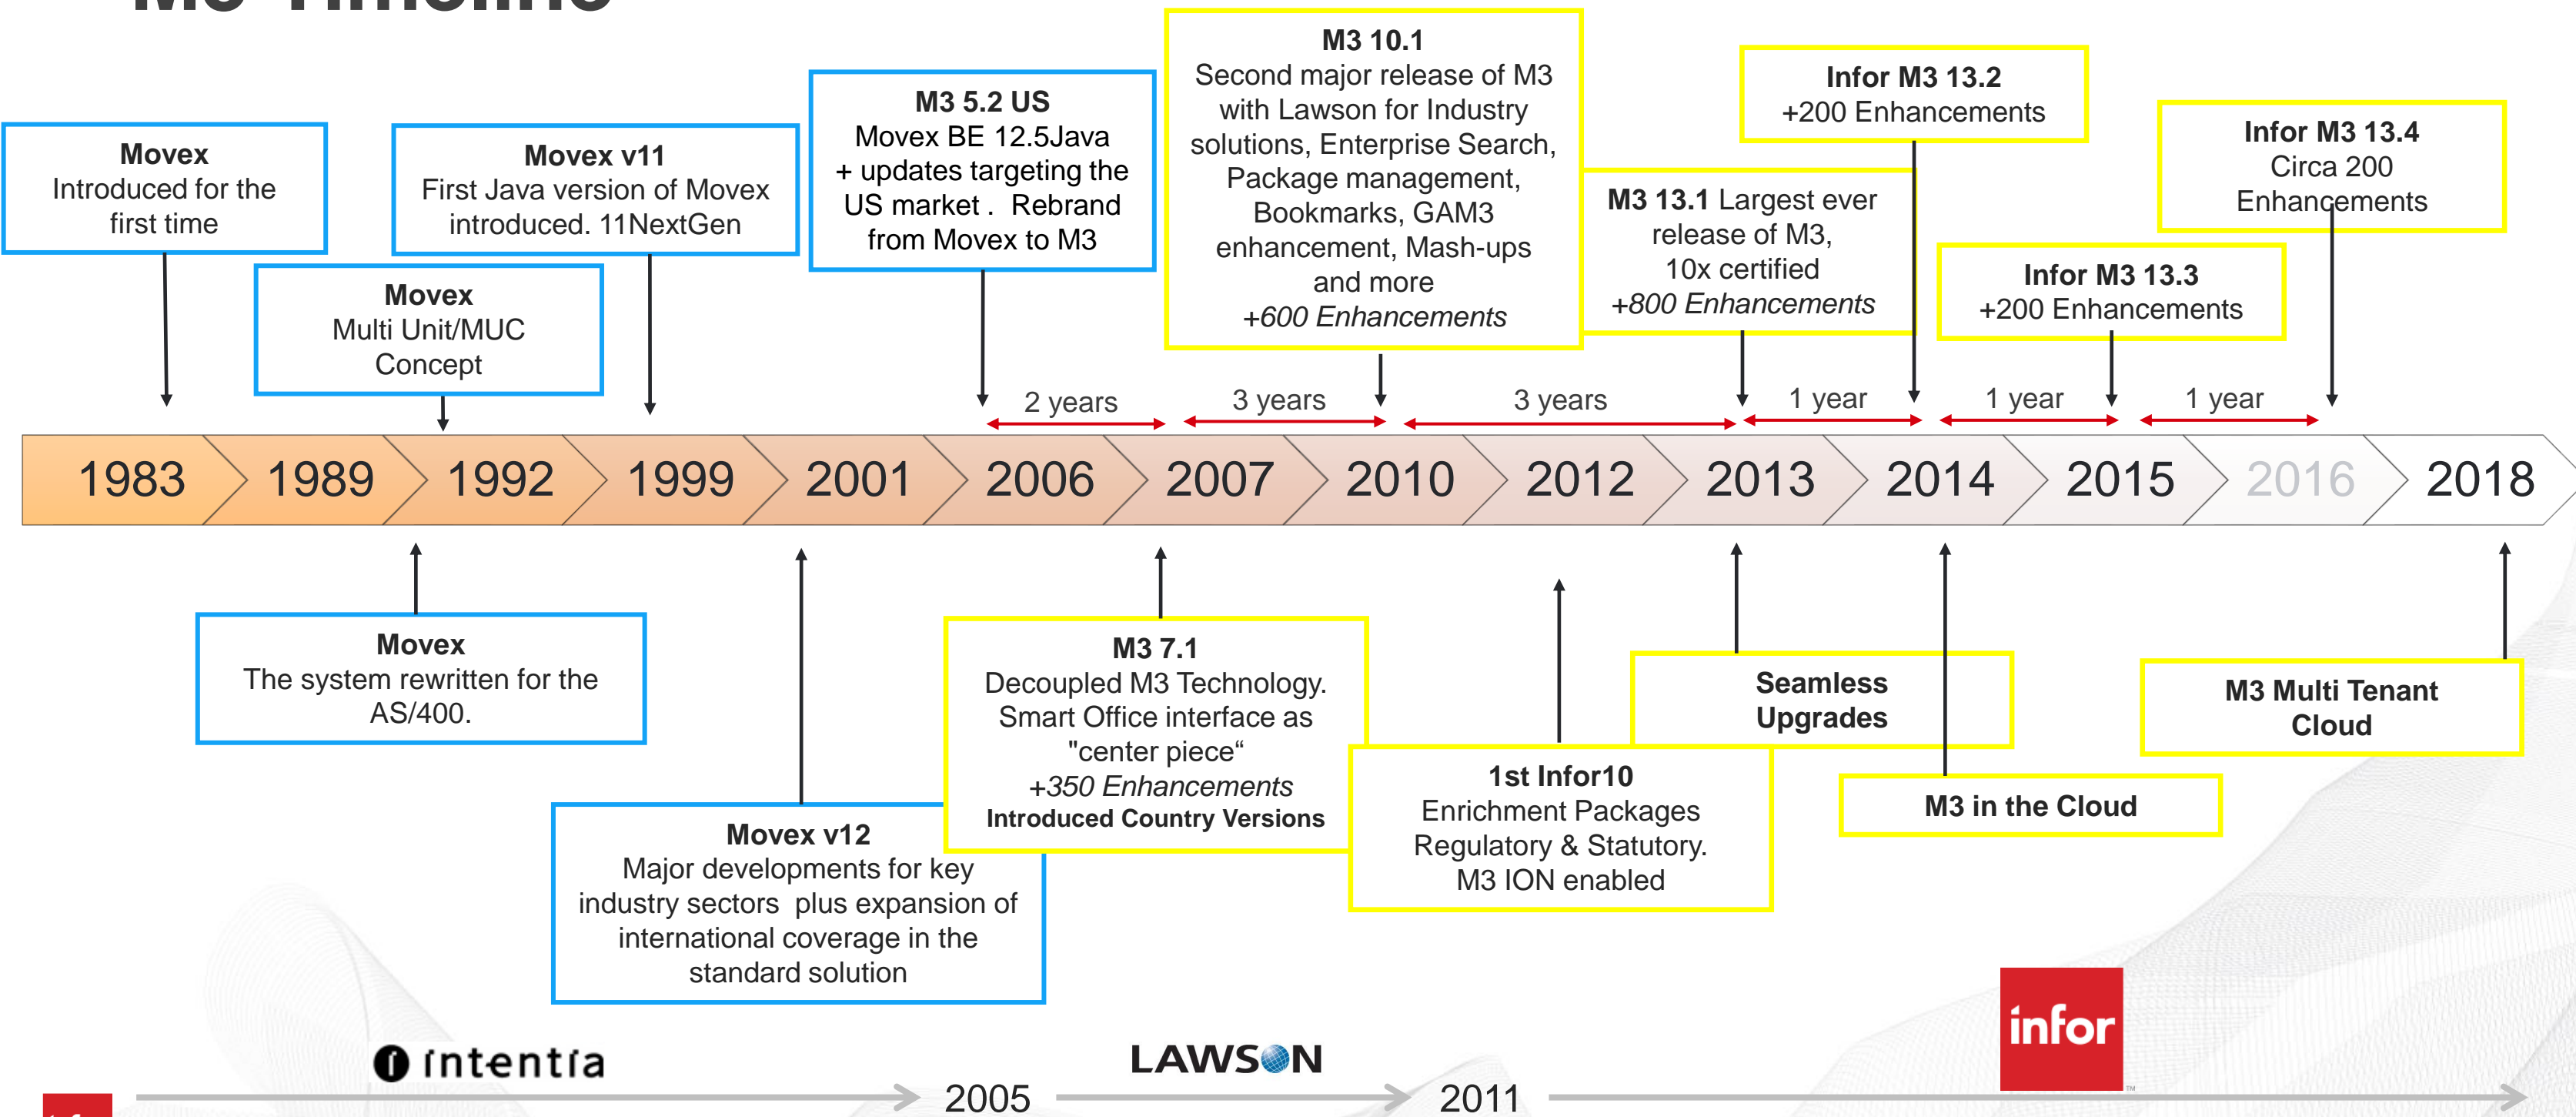 M3 Timeline
Movex
Introduced for the
first time
Movex
Multi Unit/MUC
Concept
Movex v11
First Java version of Movex
introduced. 11NextGen
M3 5.2 US
Movex BE 12.5Java
+ updates targeting the
US market .  Rebrand
from Movex to M3
M3 10.1
Second major release of M3
with Lawson for Industry
solutions, Enterprise Search,
Package management,
Bookmarks, GAM3
enhancement, Mash-ups
and more
+600 Enhancements
M3 13.1 Largest ever
release of M3,
10x certified
+800 Enhancements
Infor M3 13.2
+200 Enhancements
Infor M3 13.3
+200 Enhancements
Infor M3 13.4
Circa 200
Enhancements
2 years
3 years
3 years
1 year
1 year
1 year
1983
1989
1992
1999
2001
2006
2007
2010
2012
2013
2014
2015
2016
2018
Movex
The system rewritten for the
AS/400.
Movex v12
Major developments for key
industry sectors  plus expansion of
international coverage in the
standard solution
M3 7.1
Decoupled M3 Technology.
Smart Office interface as
"center piece“
+350 Enhancements
Introduced Country Versions
1st Infor10
Enrichment Packages
Regulatory & Statutory.
M3 ION enabled
Seamless
Upgrades
M3 in the Cloud
M3 Multi Tenant
Cloud
intentia
LAWSON
infor
™
2005
2011